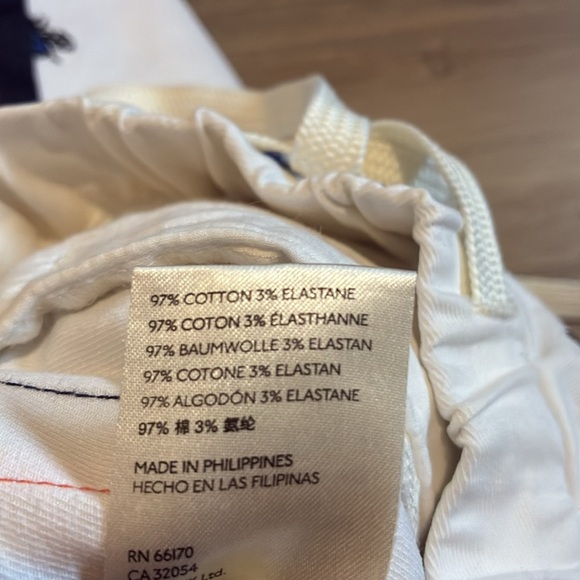 97% COTTON 3% ELASTANE
97% COTON 3% ÉLASTHANNE
97% BAUMWOLLE 3% ELASTAN
97% COTONE 3% ELASTAN
97% ALGODÓN 3% ELASTANE
97% 棉 3% 氨纶
MADE IN PHILIPPINES
HECHO EN LAS FILIPINAS
RN 66170
CA 32054
Ltd.